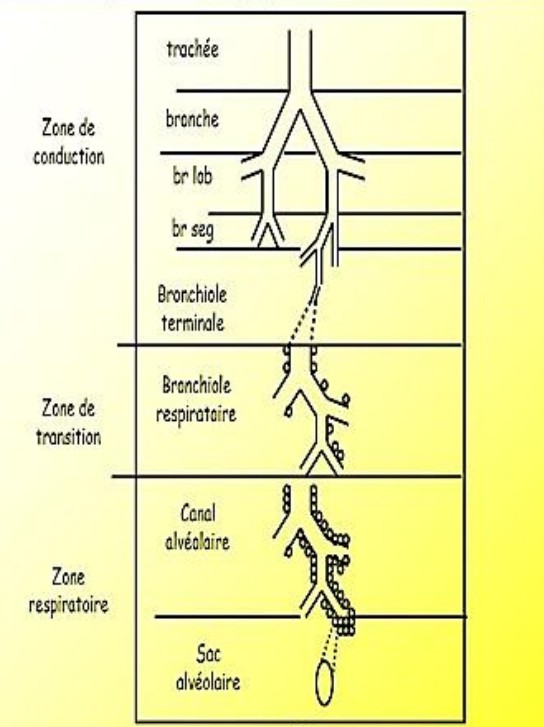 trachée
bronche
Zone de
conduction
br lob
br seg
Bronchiole
terminale
Bronchiole
respiratoire
Zone de
transition
Canal
alvéolaire
Zone
respiratoire
Sac
alvéolaire